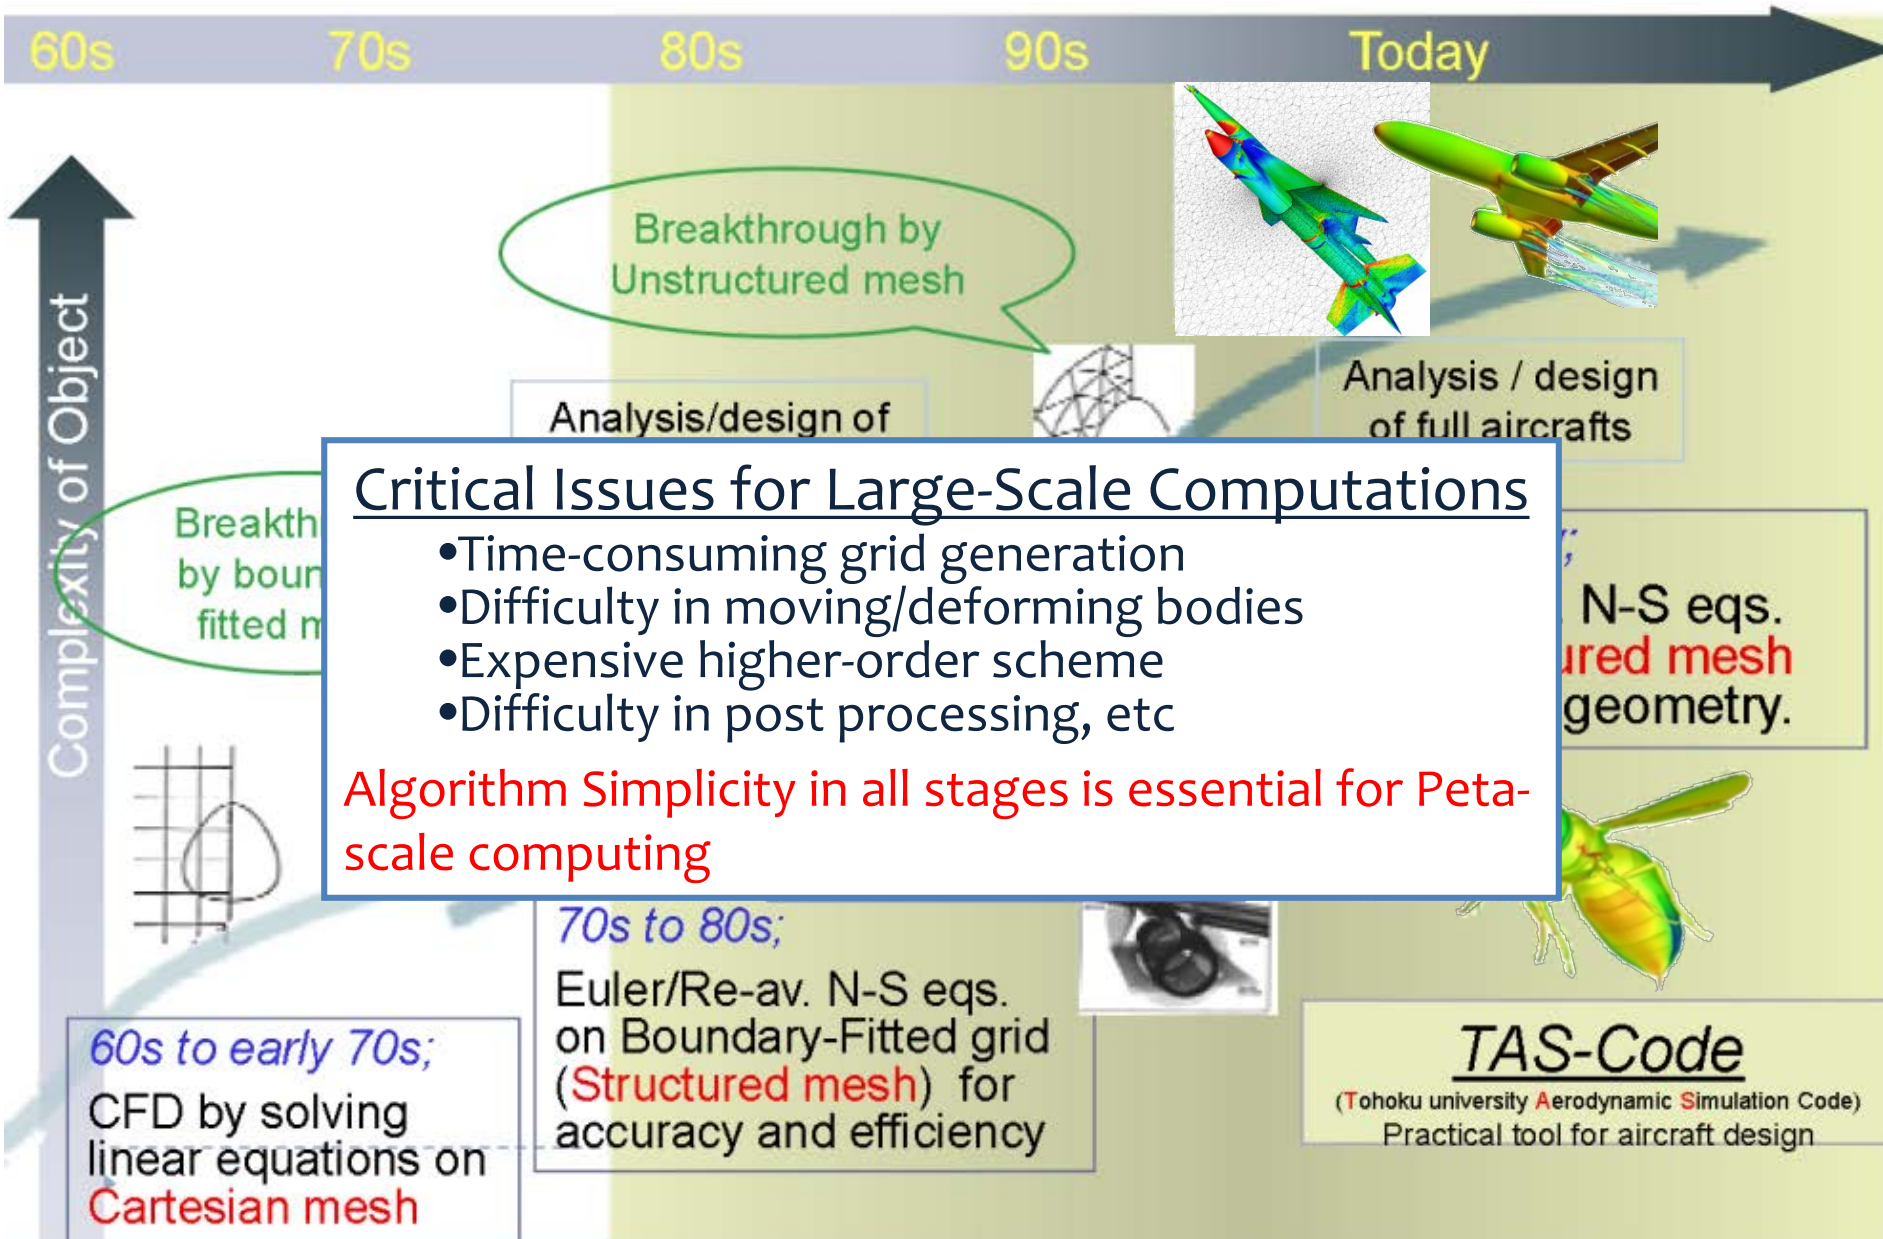 60s 70s 80s 90s Today
Complexity of Object
Breakthrough by
Unstructured mesh
Analysis/design of
Analysis / design
of full aircrafts
by
fitted
Critical Issues for Large-Scale Computations
•Time-consuming grid generation
•Difficulty in moving/deforming bodies
•Expensive higher-order scheme
•Difficulty in post processing, etc
Algorithm Simplicity in all stages is essential for Peta-
scale computing
N-S eqs.
mesh
geometry.
70s to 80s;
Euler/Re-av. N-S eqs.
on Boundary-Fitted grid
(Structured mesh) for
accuracy and efficiency
60s to early 70s;
CFD by solving
linear equations on
Cartesian mesh
TAS-Code
(Tohoku university Aerodynamic Simulation Code)
Practical tool for aircraft design